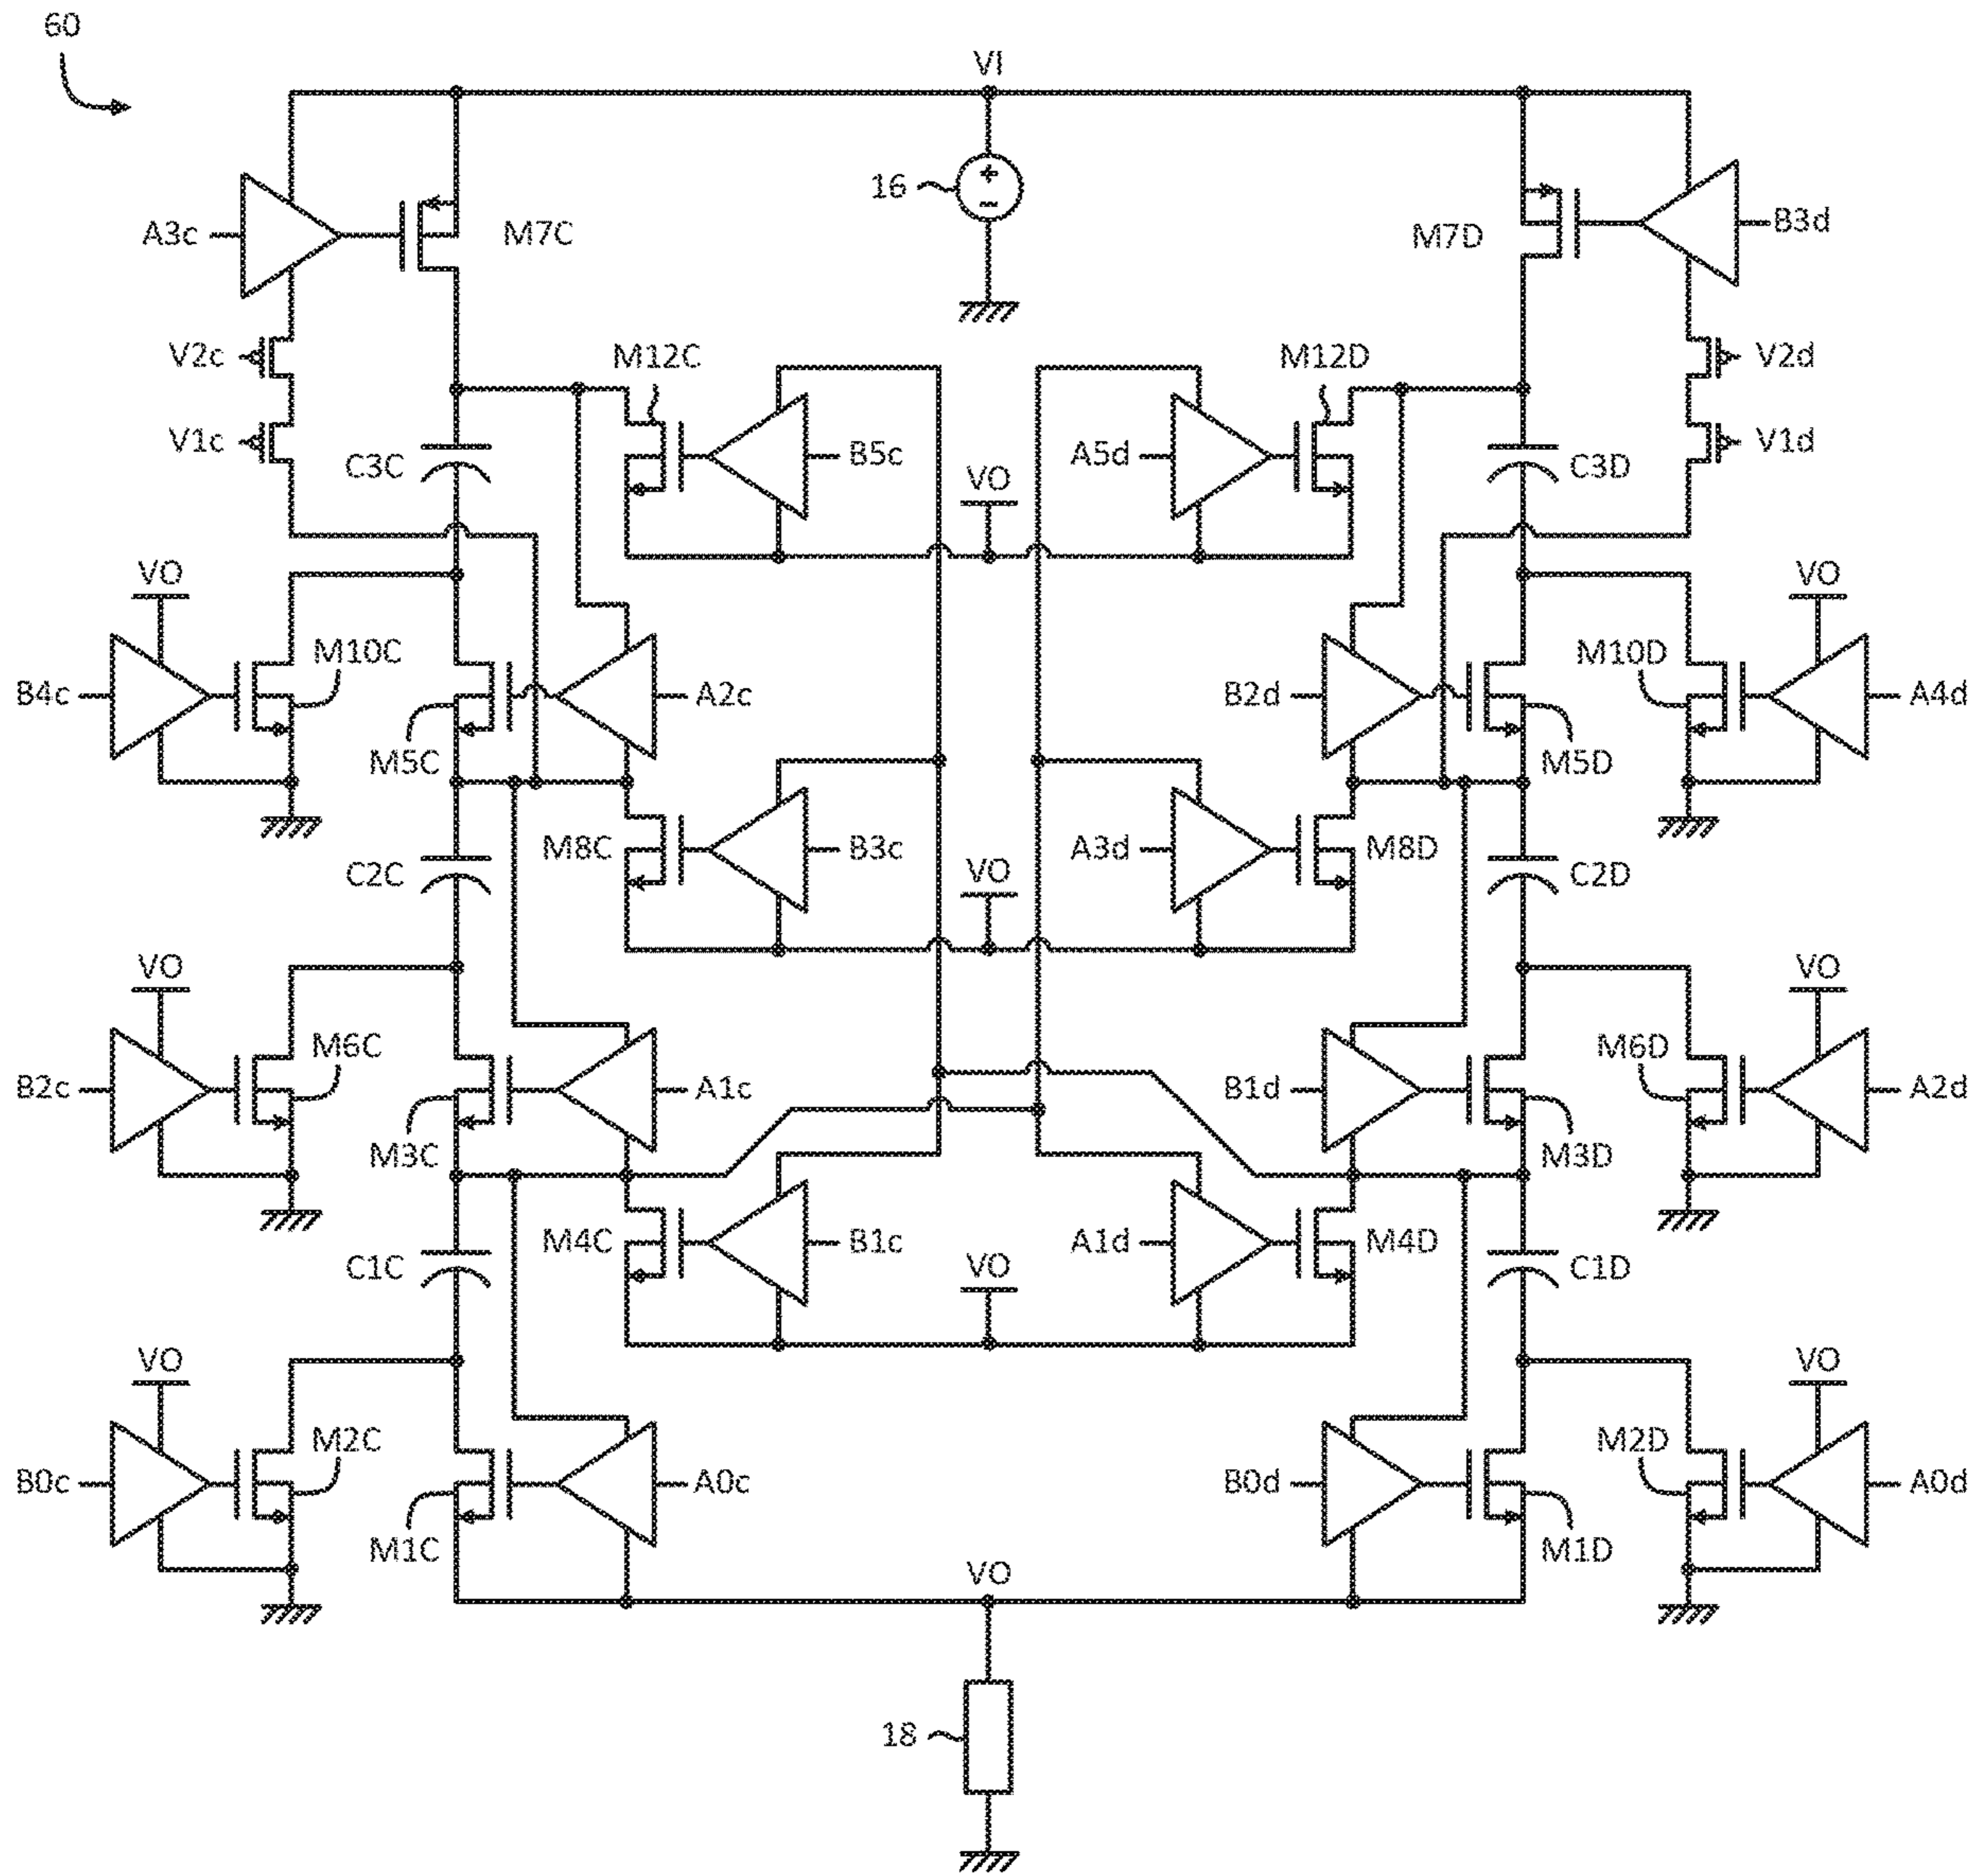 60
VI
16
A3c
M7C
M7D
B3d
V2c
M12C
M12D
V2d
V1c
C3C
B5c
VO
A5d
C3D
V1d
VO
M10C
M10D
VO
B4c
M5C
A2c
B2d
M5D
A4d
M8C
B3c
VO
A3d
M8D
C2C
C2D
VO
M6C
M6D
VO
B2c
M3C
A1c
B1d
M3D
A2d
M4C
B1c
VO
A1d
M4D
C1C
C1D
VO
M2C
M2D
VO
B0c
M1C
A0c
B0d
M1D
A0d
VO
18